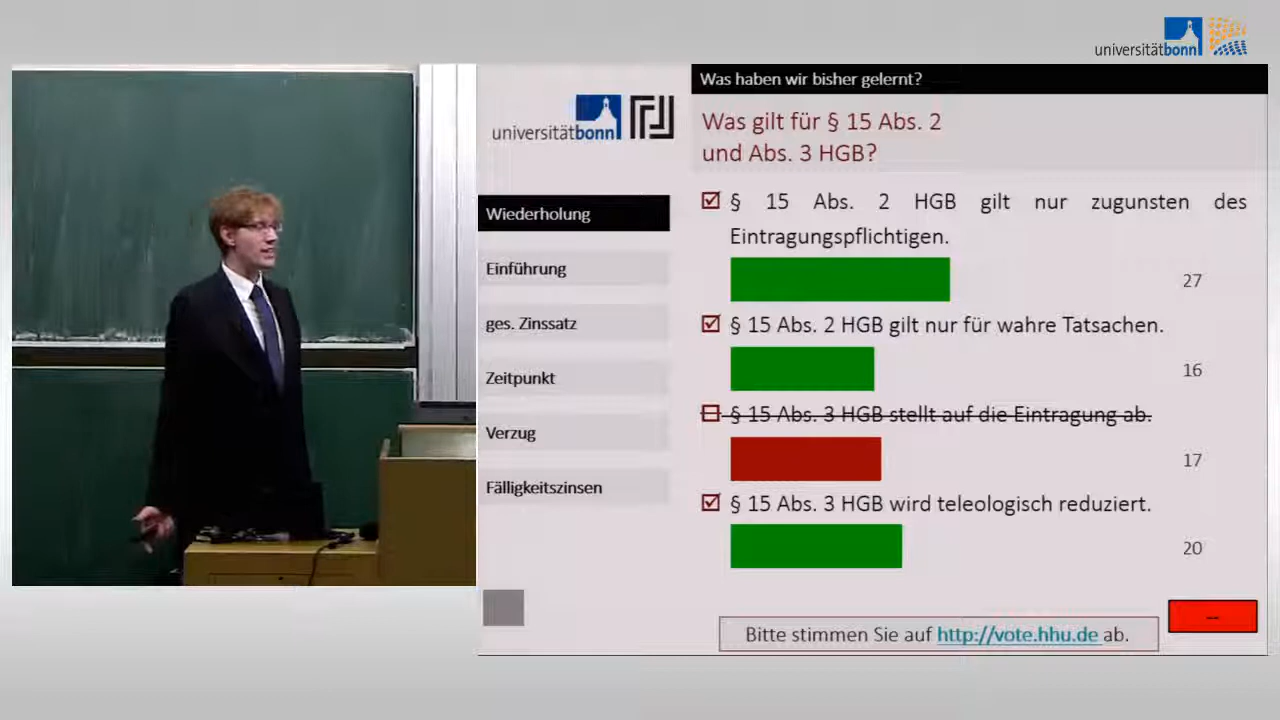 universitätbonn
Was haben wir bisher gelernt?
universitätbonn
Was gilt für § 15 Abs. 2
und Abs. 3 HGB?
Wiederholung
Einführung
ges. Zinssatz
Zeitpunkt
Verzug
Fälligkeitszinsen
§ 15 Abs. 2 HGB gilt nur zugunsten des
Eintragungspflichtigen.
27
§ 15 Abs. 2 HGB gilt nur für wahre Tatsachen.
16
§ 15 Abs. 3 HGB stellt auf die Eintragung ab.
17
§ 15 Abs. 3 HGB wird teleologisch reduziert.
20
Bitte stimmen Sie auf http://vote.hhu.de ab.